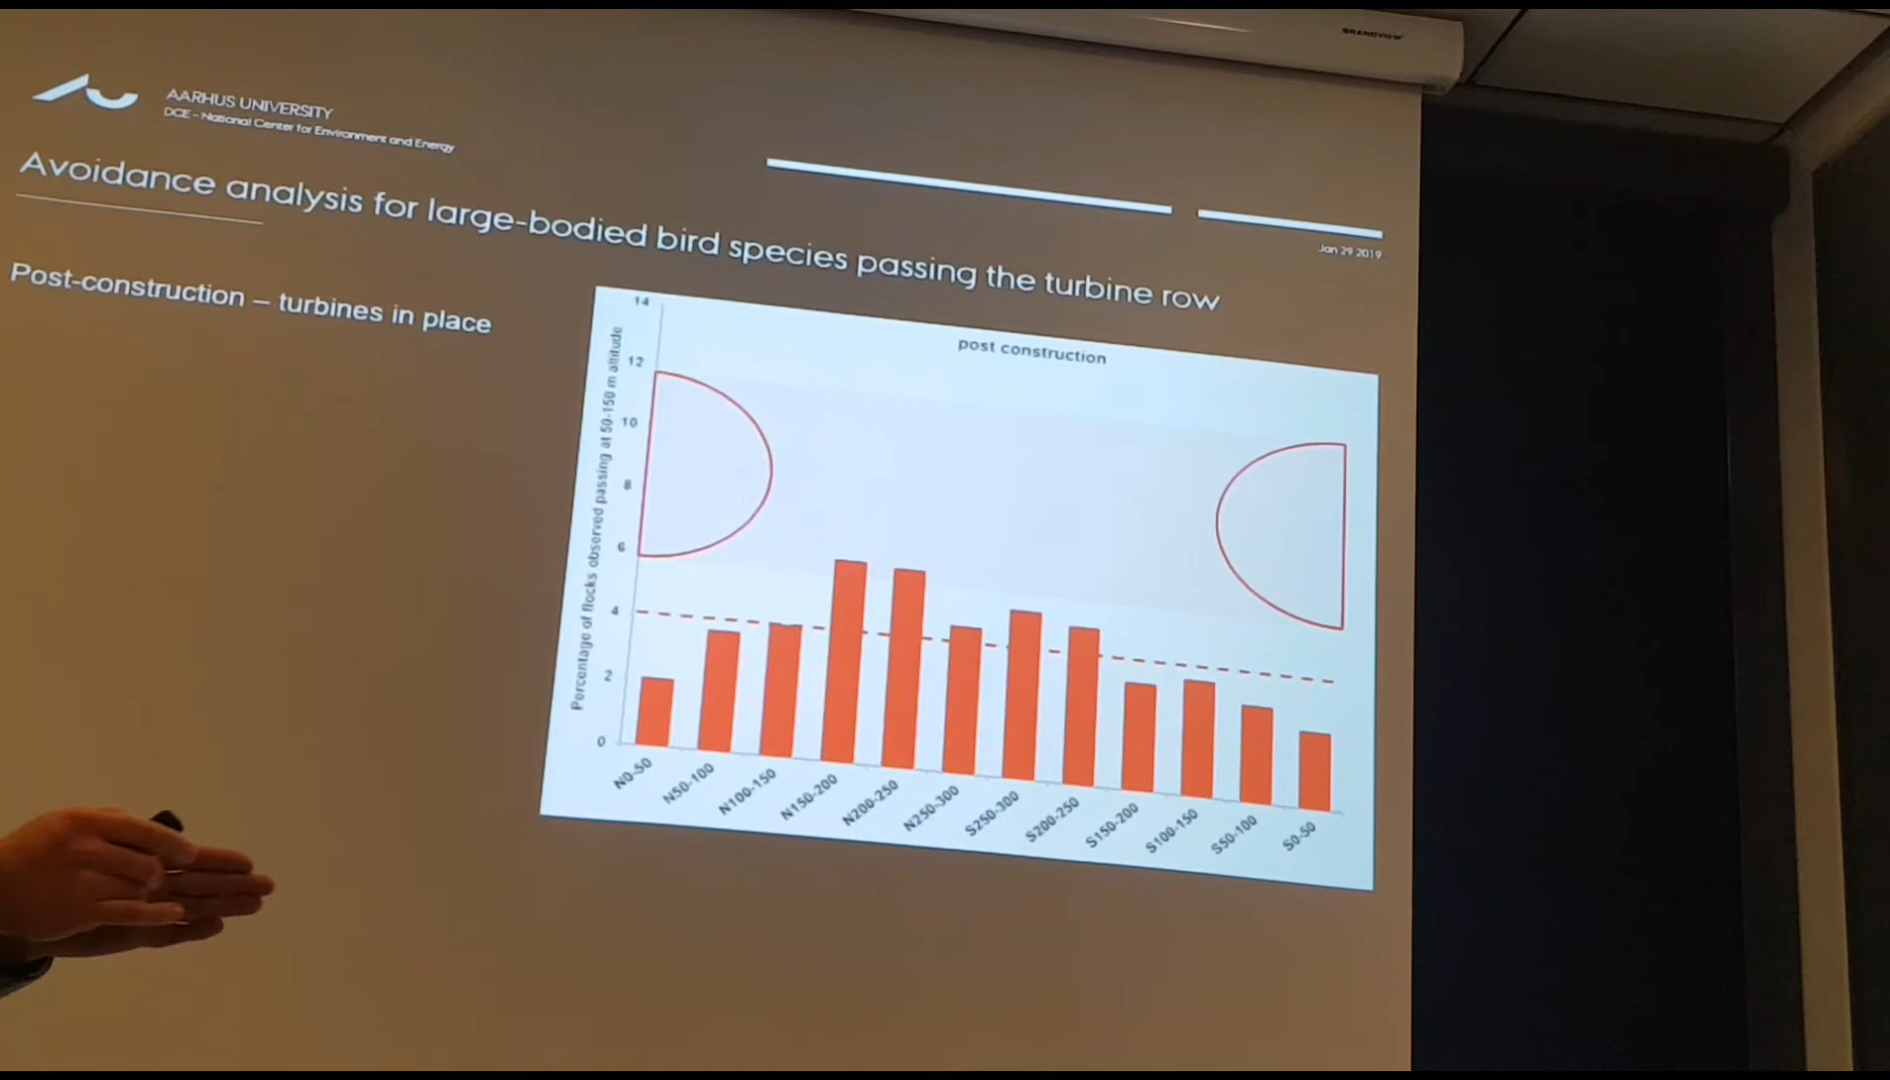 GRANDVIEW
AARHUS UNIVERSITY
DCE - National Center for Environment and Energy
Avoidance analysis for large-bodied bird species passing the turbine row
Jan 29 2019
Post-construction – turbines in place
post construction
Percentage of flocks observed passing at 50-150 m altitude
14
12
10
8
6
4
2
0
N0-50
N50-100
N100-150
N150-200
N200-250
N250-300
S250-300
S200-250
S150-200
S100-150
S50-100
S0-50